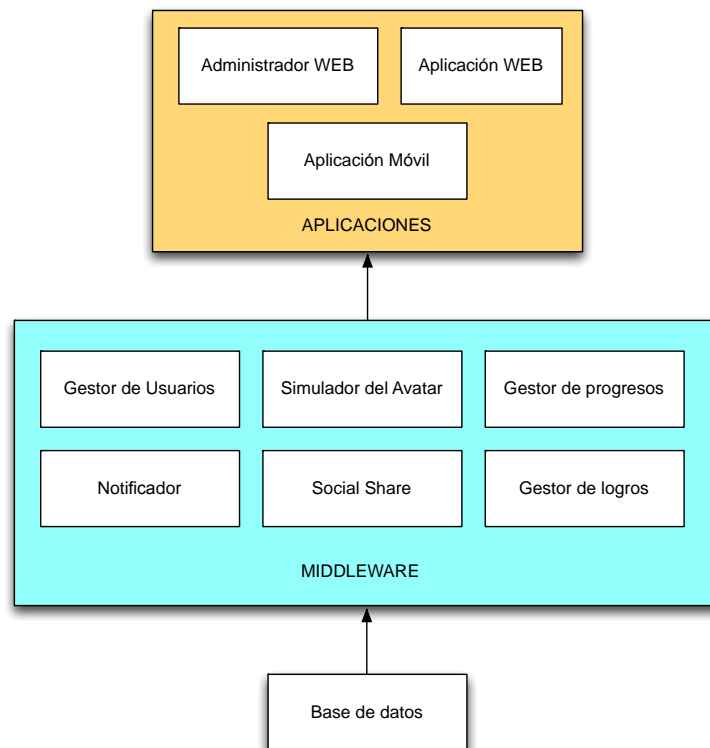 Administrador WEB
Aplicación WEB
Aplicación Móvil
APLICACIONES
Gestor de Usuarios
Simulador del Avatar
Gestor de progresos
Notificador
Social Share
Gestor de logros
MIDDLEWARE
Base de datos